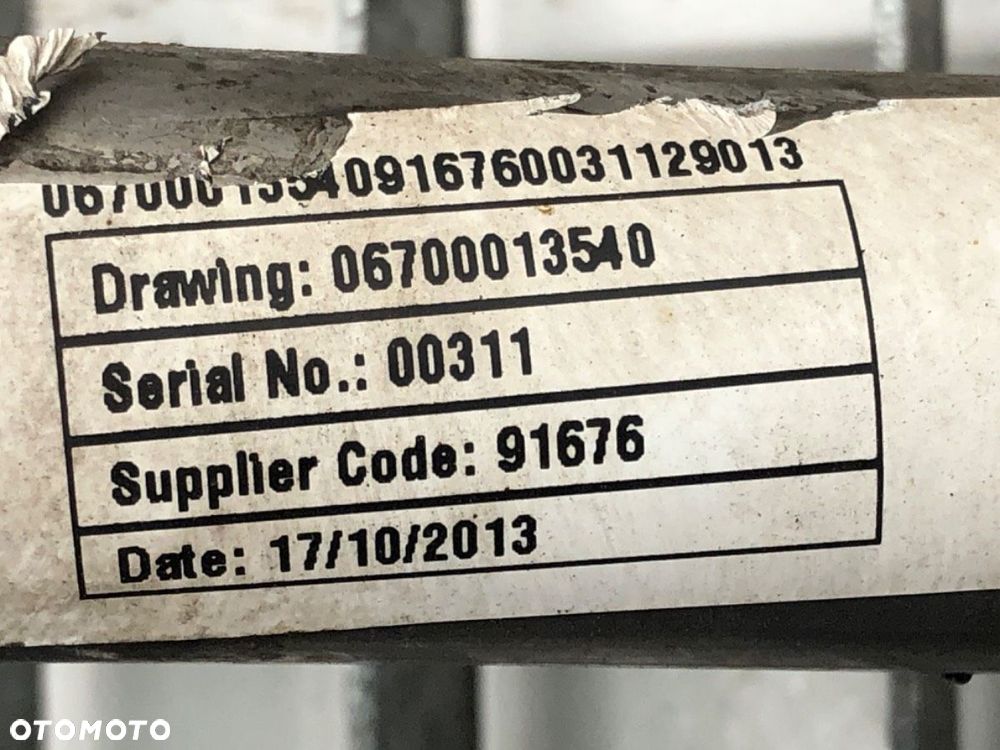 06700013540916760031129013
Drawing: 06700013540
Serial No.: 00311
Supplier Code: 91676
Date: 17/10/2013
OTOMOTO